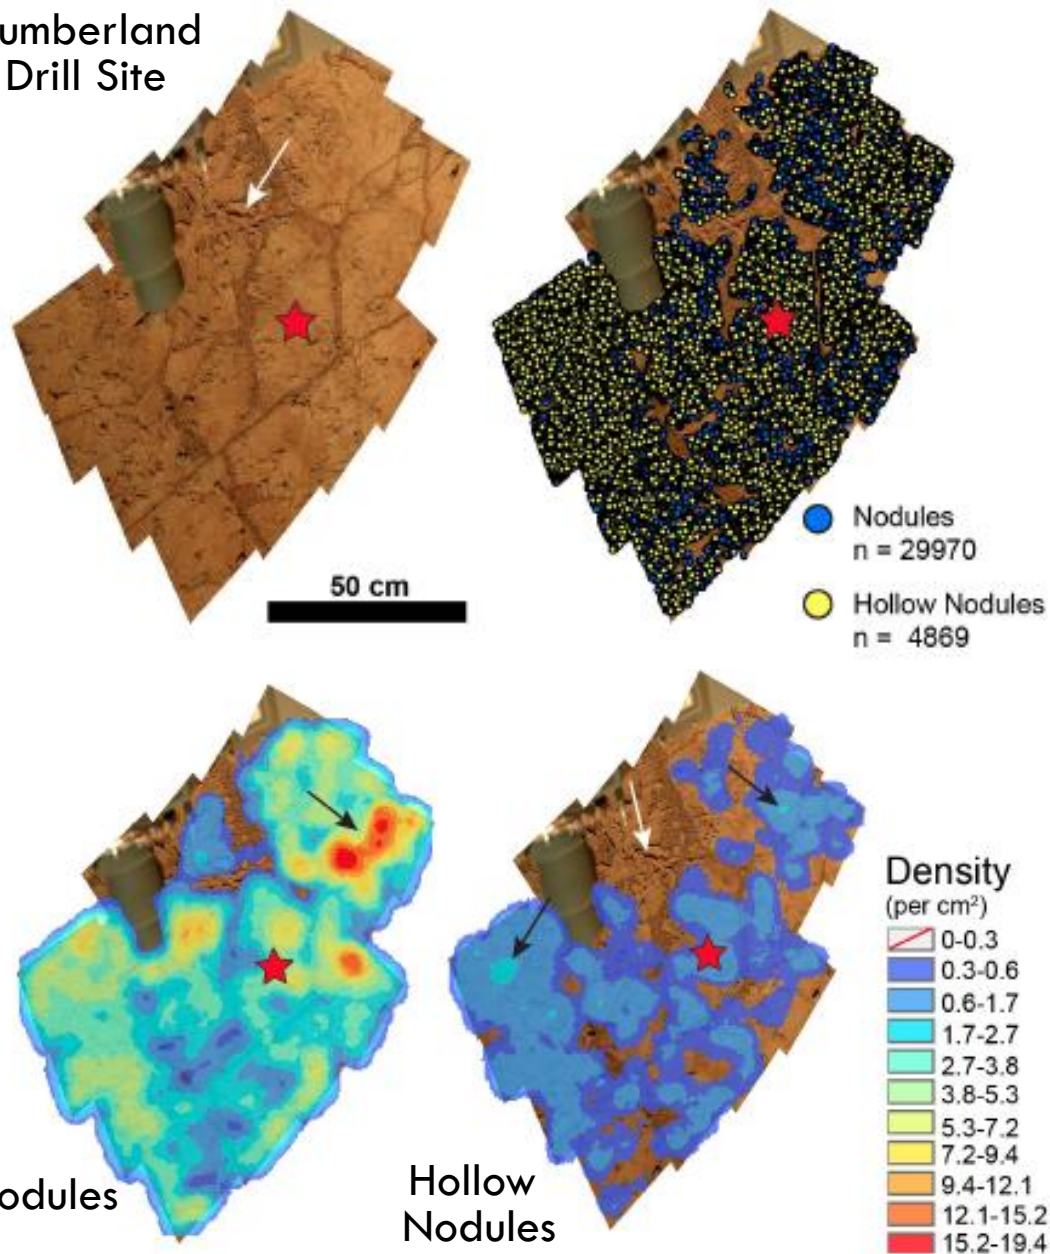 umberland
Drill Site
50 cm
Nodules
n = 29970
Hollow Nodules
n = 4869
Density
(per cm²)
0-0.3
0.3-0.6
0.6-1.7
1.7-2.7
2.7-3.8
3.8-5.3
5.3-7.2
7.2-9.4
9.4-12.1
12.1-15.2
15.2-19.4
odules
Hollow
Nodules